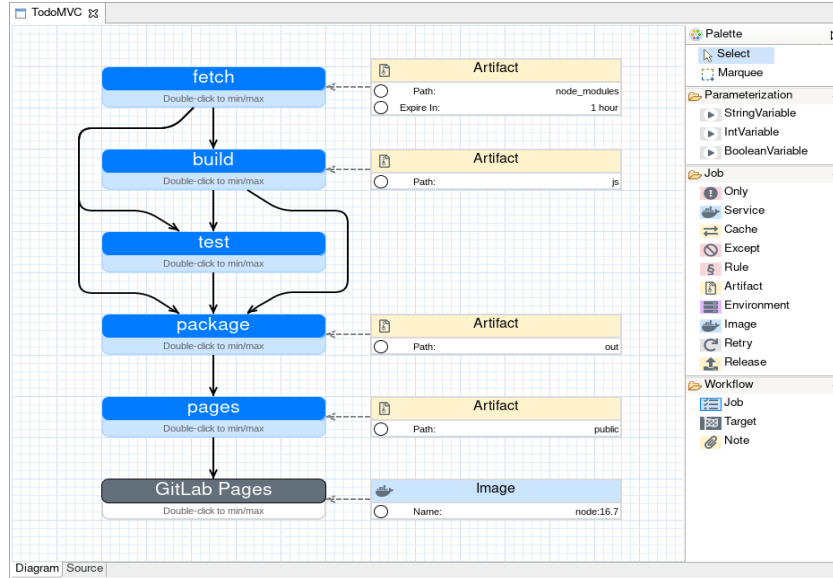 TodoMVC
fetch
Double-click to min/max
Artifact
Path: node_modules
Expire In: 1 hour
build
Double-click to min/max
Artifact
Path: js
test
Double-click to min/max
package
Double-click to min/max
Artifact
Path: out
pages
Double-click to min/max
Artifact
Path: public
GitLab Pages
Double-click to min/max
Image
Name: node:16.7
Palette
Select
Marquee
Parameterization
StringVariable
IntVariable
BooleanVariable
Job
Only
Service
Cache
Except
Rule
Artifact
Environment
Image
Retry
Release
Workflow
Job
Target
Note
Diagram Source